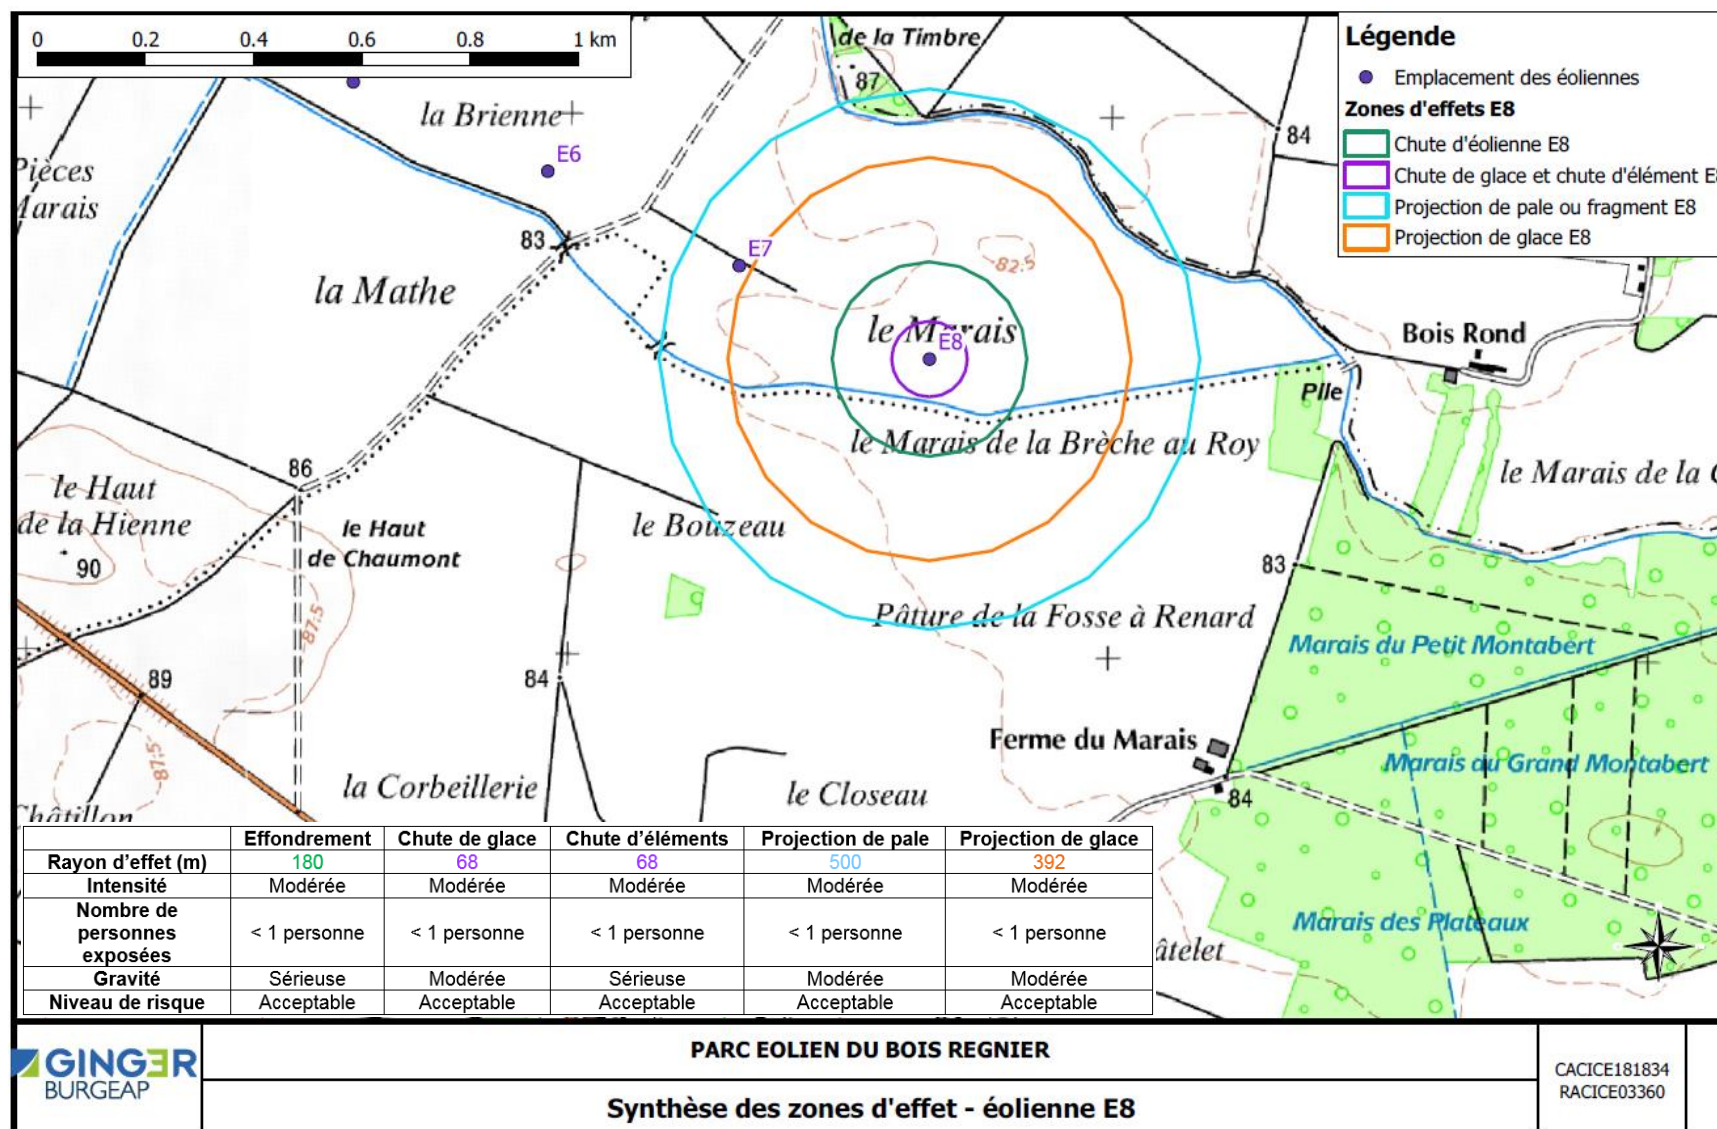 0 0.2 0.4 0.6 0.8 1 km
de la Timbre
87
la Brienne
E6
Pièces
Marais
83
E7
la Mathe
82.5
le Marais
E8
84
Légende
Emplacement des éoliennes
Zones d'effets E8
Chute d'éolienne E8
Chute de glace et chute d'élément E8
Projection de pale ou fragment E8
Projection de glace E8
Bois Rond
Pile
le Marais de la Brèche au Roy
le Marais de la
86
le Haut
de la Hienne
90
le Haut
de Chaumont
le Bouzeau
87.5
83
Pâture de la Fosse à Renard
Marais du Petit Montabert
89
84
87.5
Ferme du Marais
Marais du Grand Montabert
la Corbeillerie
le Closeau
84
Châtillon
Marais des Plateaux
âtelet
Effondrement Chute de glace Chute d'éléments Projection de pale Projection de glace
Rayon d'effet (m) 180 68 68 500 392
Intensité Modérée Modérée Modérée Modérée Modérée
Nombre de
personnes
exposées
< 1 personne < 1 personne < 1 personne < 1 personne < 1 personne
Gravité Sérieuse Modérée Sérieuse Modérée Modérée
Niveau de risque Acceptable Acceptable Acceptable Acceptable Acceptable
GINGER
BURGEAP
PARC EOLIEN DU BOIS REGNIER
Synthèse des zones d'effet - éolienne E8
CACICE181834
RACICE03360